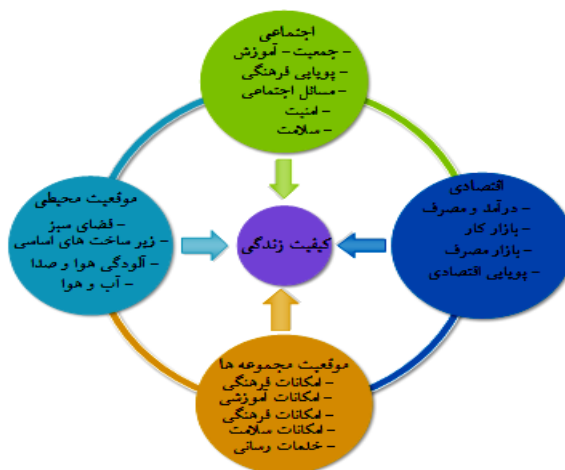 اجتماعی
- جمعیت - آموزش
- پویایی فرهنگی
- مسائل اجتماعی
- امنیت
- سلامت
اقتصادی
- درآمد و مصرف
- بازار کار
- بازار مصرف
- پویایی اقتصادی
کیفیت زندگی
موقعیت محیطی
- فضای سبز
- زیر ساخت های اساسی
- آلودگی هوا و صدا
- آب و هوا
موقعیت مجموعه ها
- امکانات فرهنگی
- امکانات آموزشی
- امکانات فرهنگی
- امکانات سلامت
- خدمات رسانی